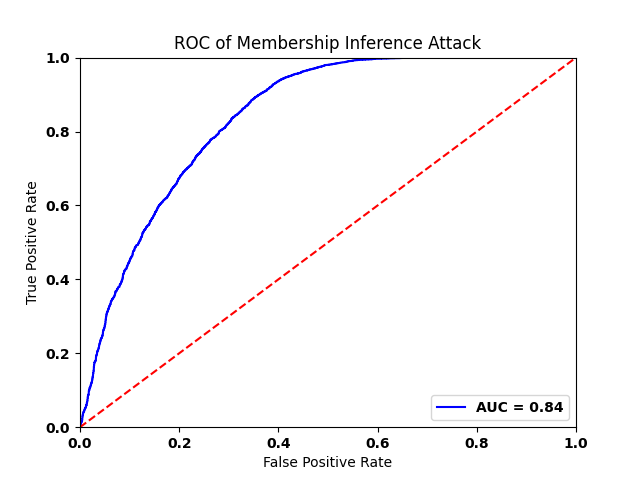 ROC of Membership Inference Attack
True Positive Rate
1.0
0.8
0.6
0.4
0.2
0.0
AUC = 0.84
0.0 0.2 0.4 0.6 0.8 1.0
False Positive Rate